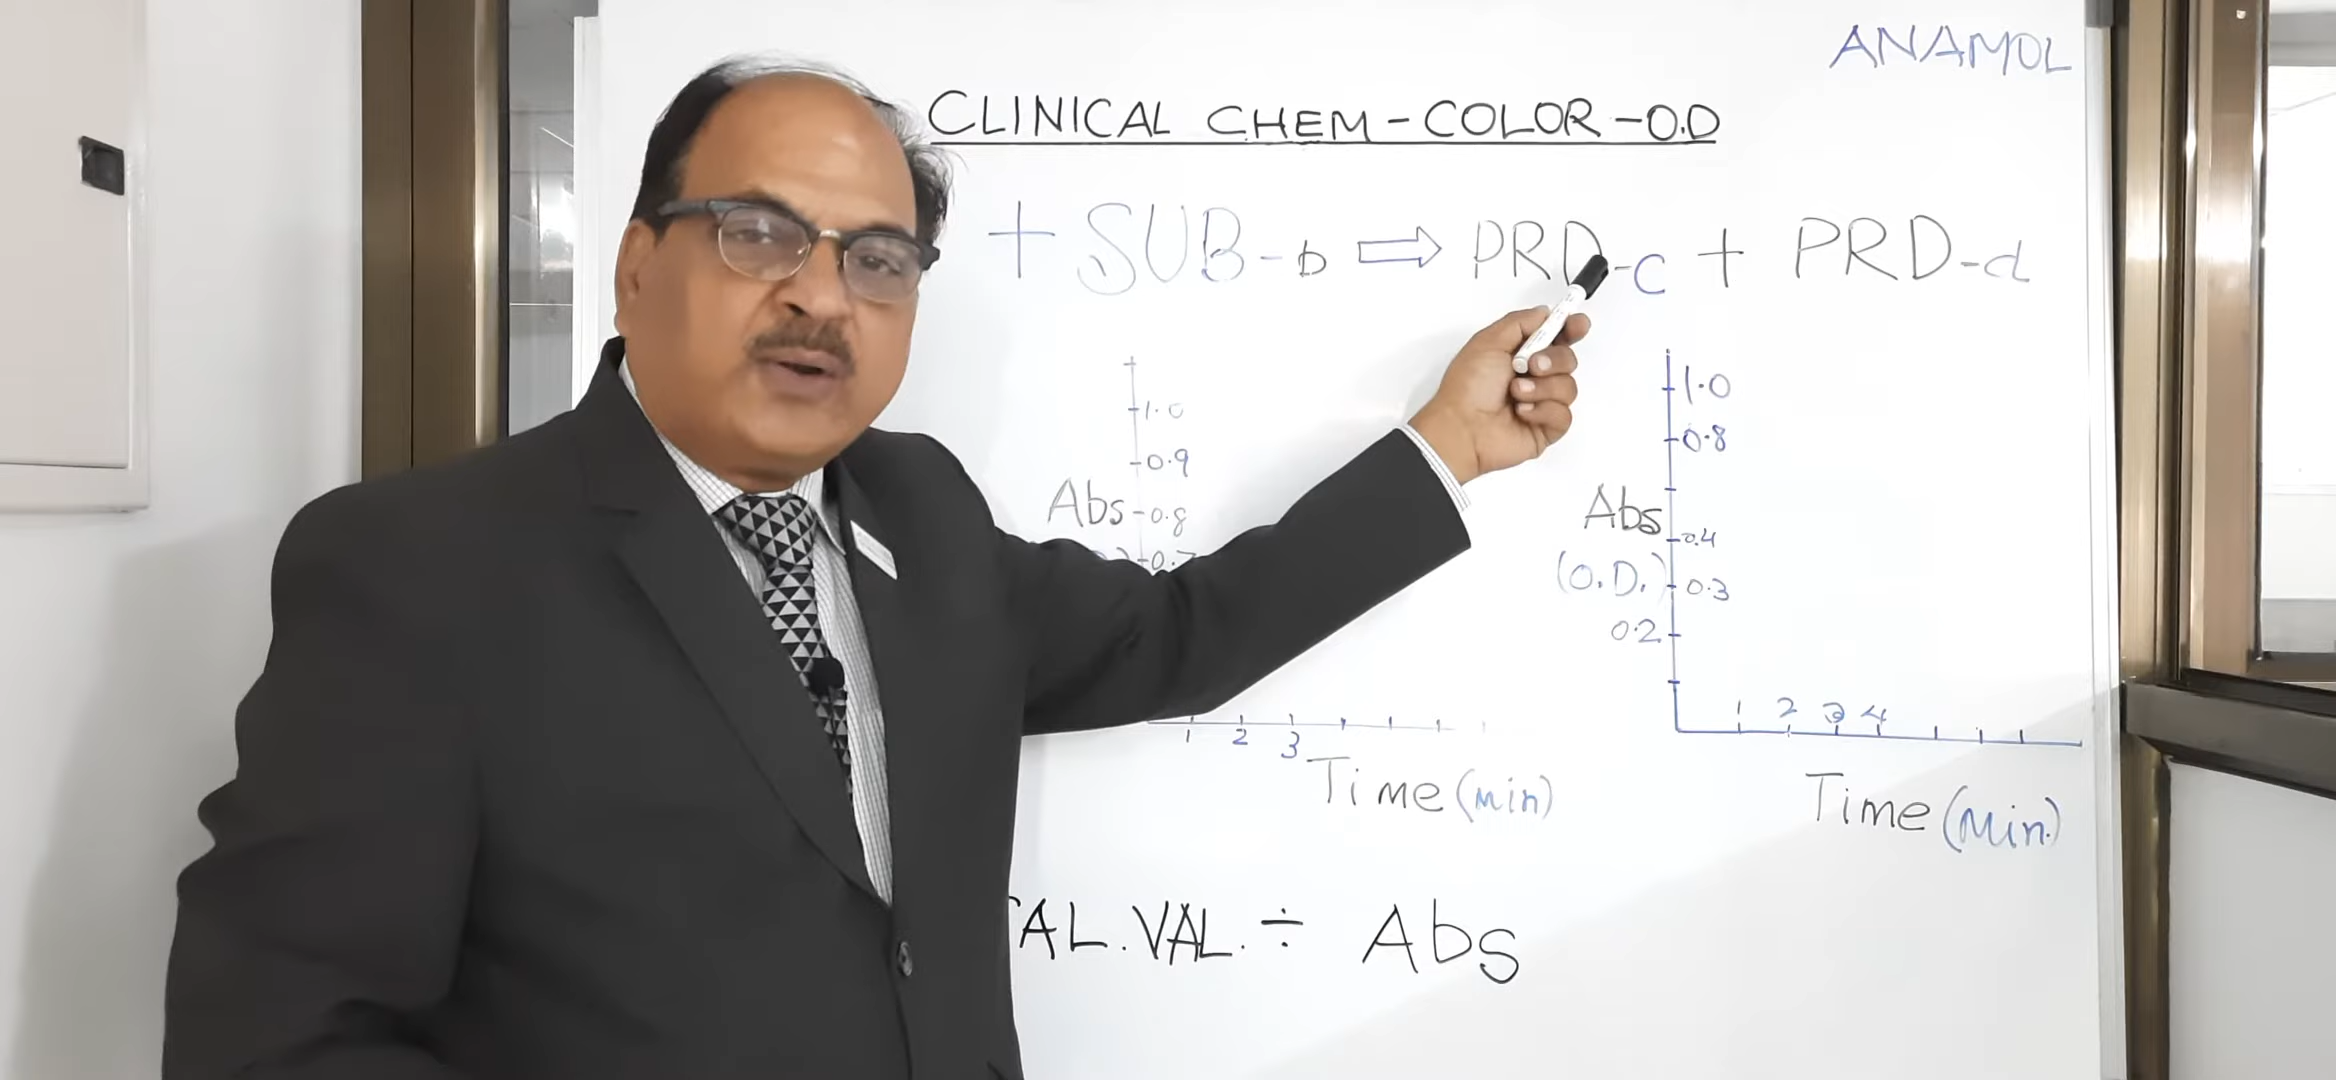 ANAMOL
CLINICAL CHEM - COLOR - O.D
+ SUB - b ⇨ PRD - c + PRD - d
1.0
0.9
Abs 0.8
0.7
1 2 3
Time (min)
1.0
0.8
Abs
0.4
(O.D.) 0.3
0.2
1 2 3 4
Time (Min.)
AL. VAL. ÷ Abs